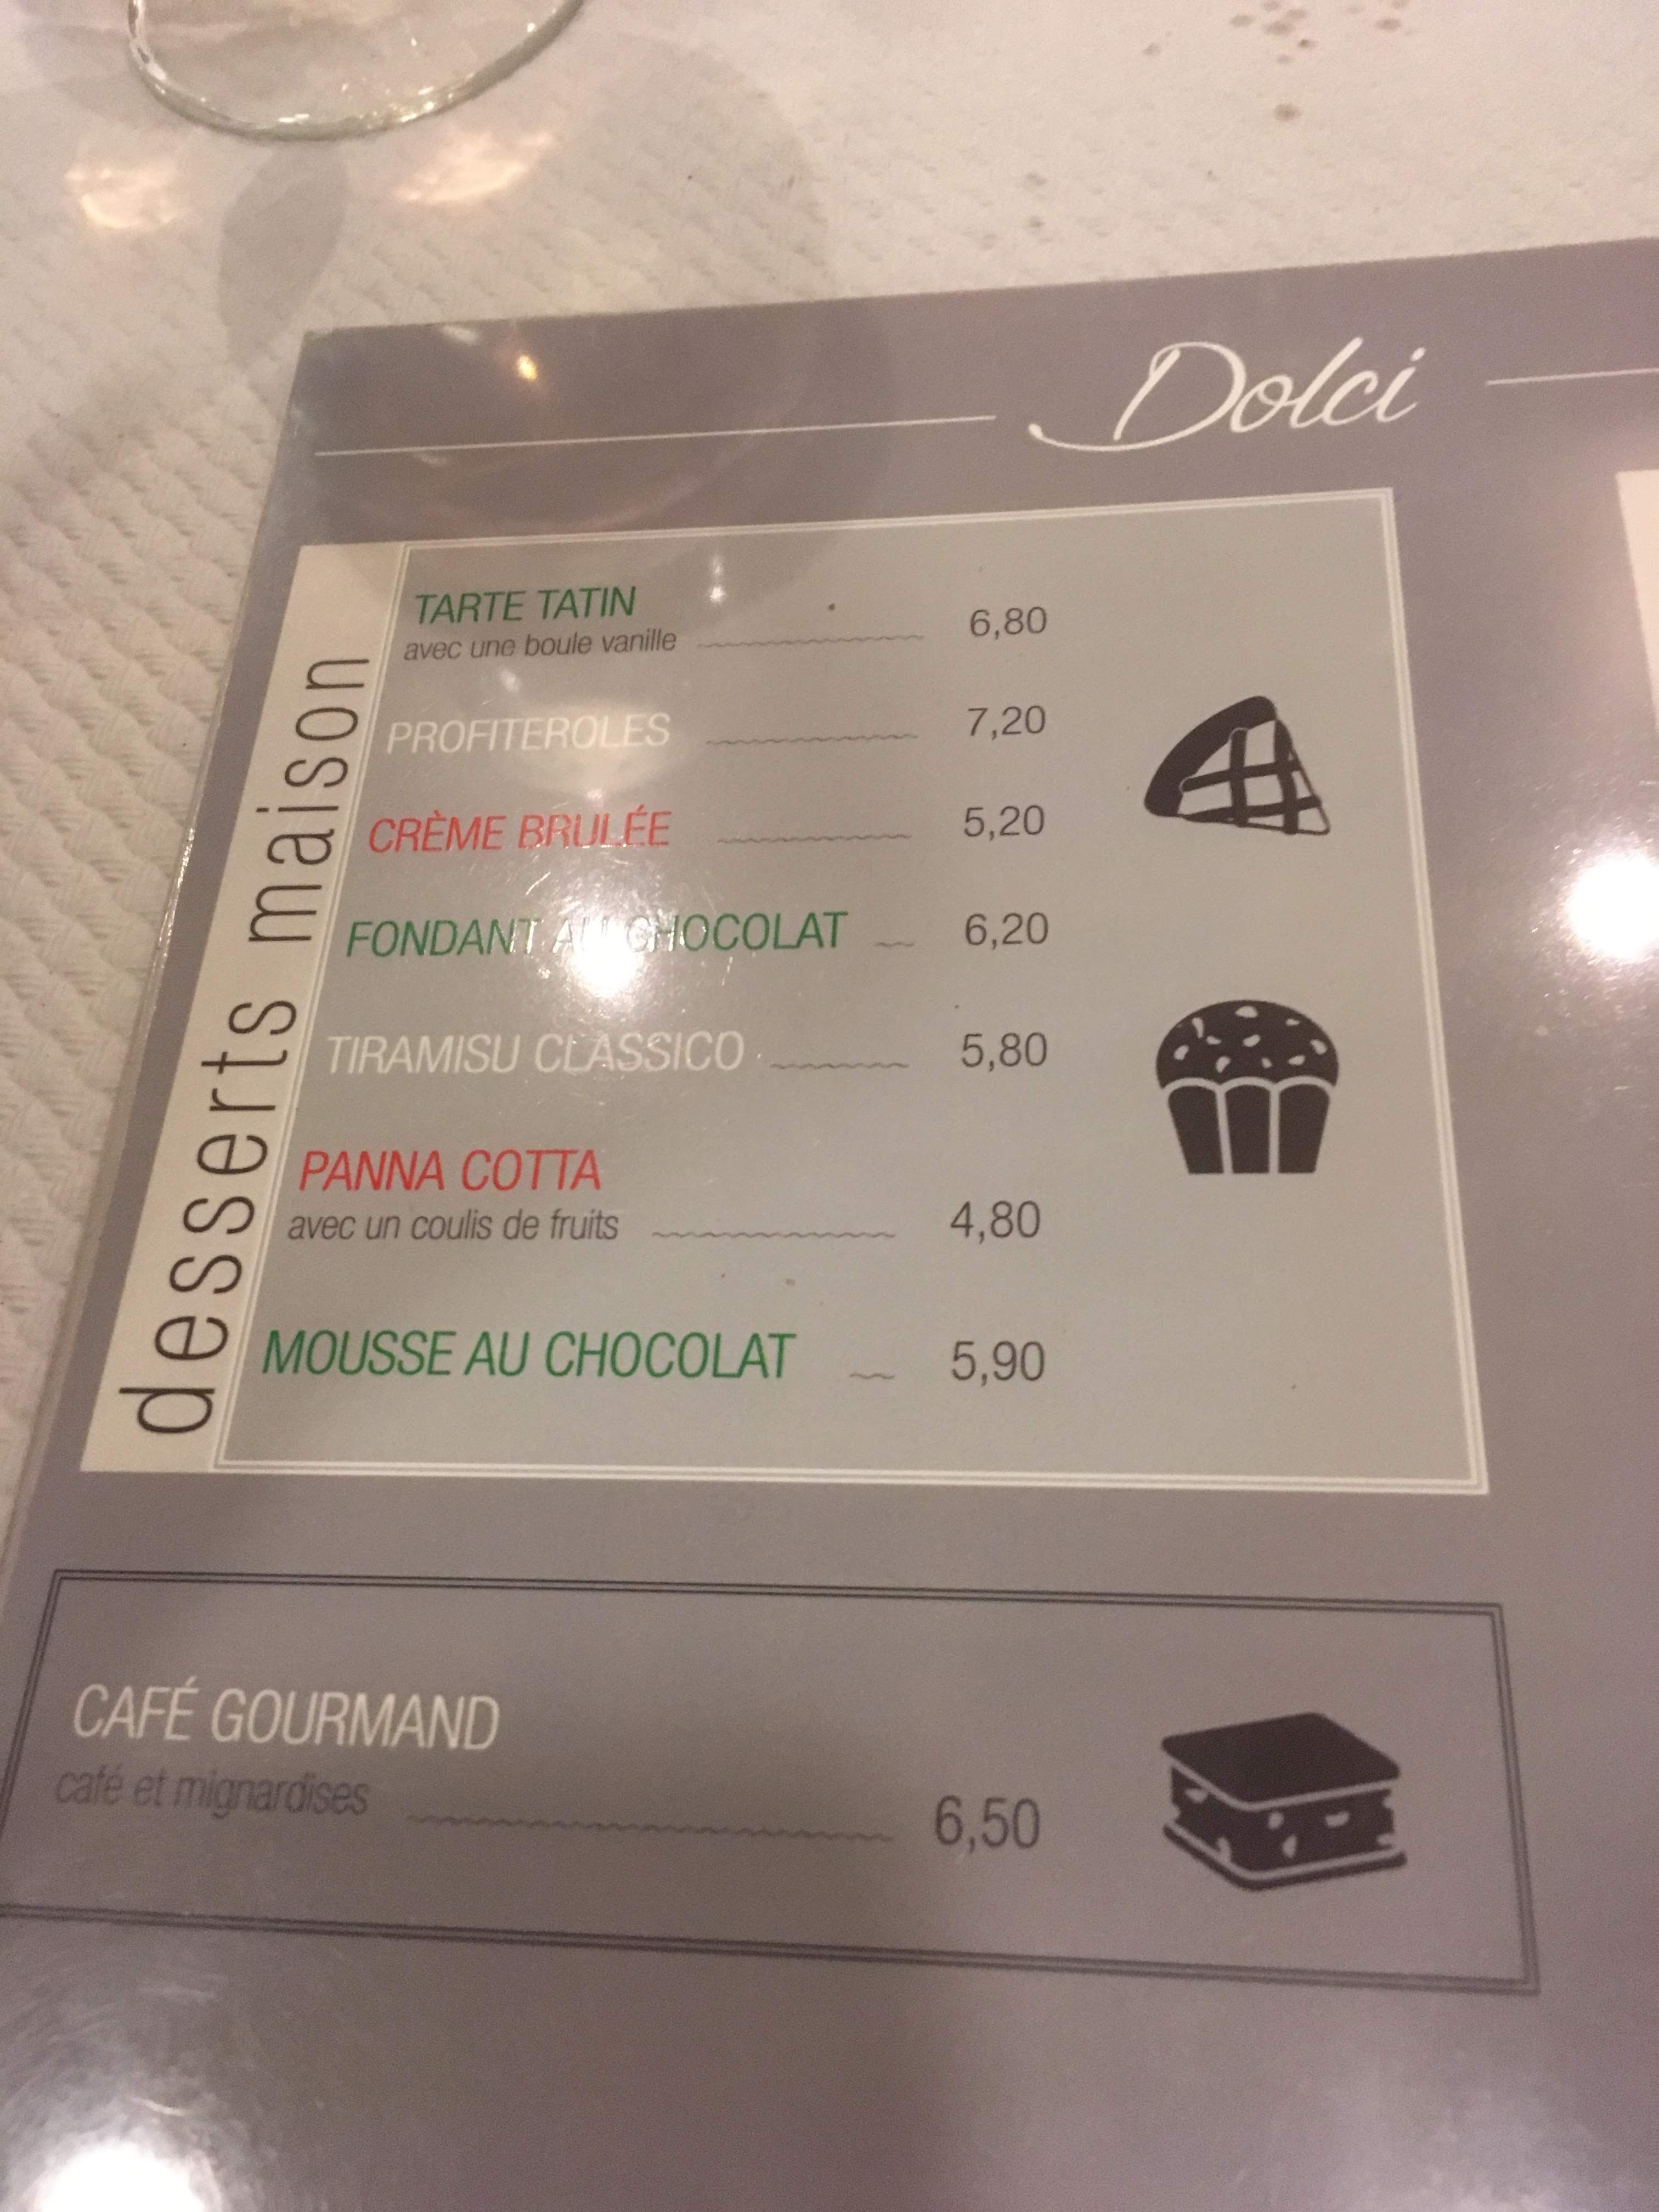 Dolci
desserts maison
TARTE TATIN
avec une boule vanille 6,80
PROFITEROLES 7,20
CRÈME BRULÉE 5,20
FONDANT AU CHOCOLAT 6,20
TIRAMISU CLASSICO 5,80
PANNA COTTA
avec un coulis de fruits 4,80
MOUSSE AU CHOCOLAT 5,90
CAFÉ GOURMAND
café et mignardises 6,50